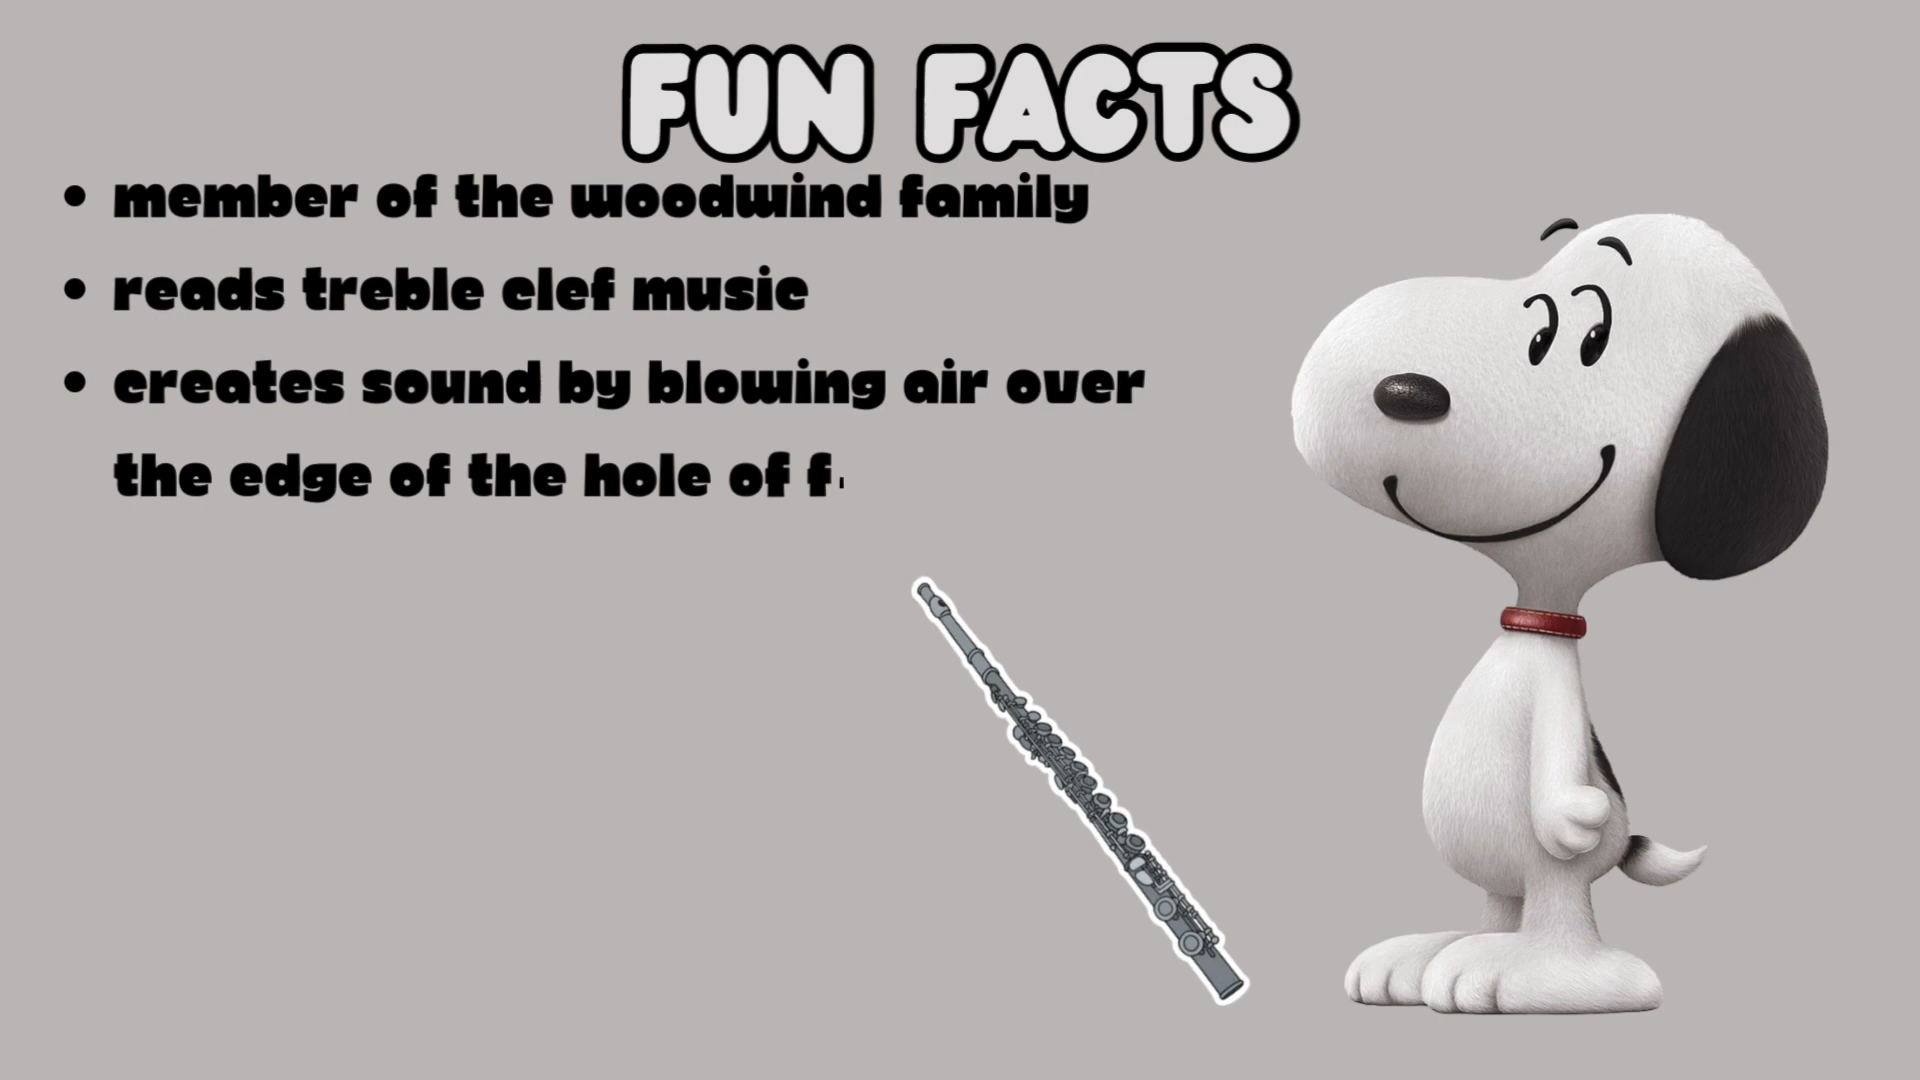 FUN FACTS
• member of the woodwind family
• reads treble clef music
• creates sound by blowing air over
the edge of the hole of f